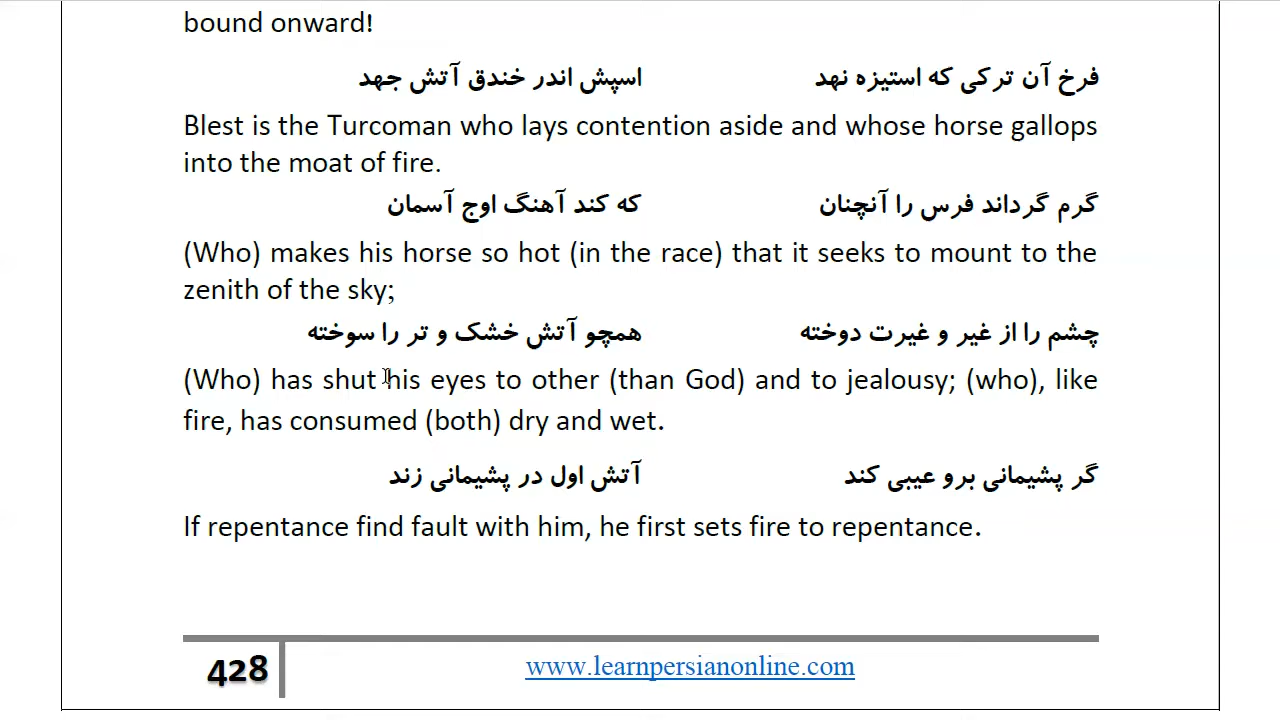 bound onward!
فرخ آن ترکی که استیزه نهد اسپش اندر خندق آتش جهد
Blest is the Turcoman who lays contention aside and whose horse gallops
into the moat of fire.
گرم گرداند فرس را آنچنان که کند آهنگ اوج آسمان
(Who) makes his horse so hot (in the race) that it seeks to mount to the
zenith of the sky;
چشم را از غیر و غیرت دوخته همچو آتش خشک و تر را سوخته
(Who) has shut his eyes to other (than God) and to jealousy; (who), like
fire, has consumed (both) dry and wet.
گر پشیمانی برو عیبی کند آتش اول در پشیمانی زند
If repentance find fault with him, he first sets fire to repentance.
428 www.learnpersianonline.com